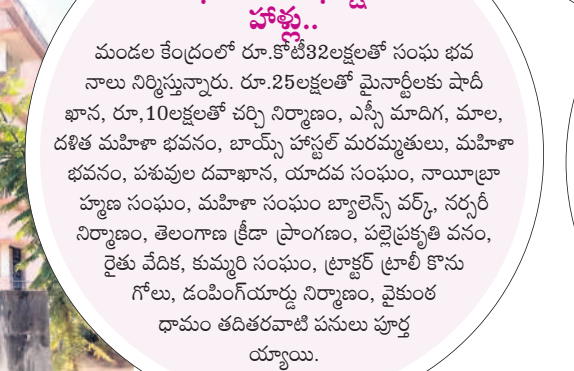 హాళ్లు..
మండల కేంద్రంలో రూ.కోటీ32లక్షలతో సంఘ భవ
నాలు నిర్మిస్తున్నారు. రూ.25లక్షలతో మైనార్టీలకు షాదీ
ఖాన, రూ,10లక్షలతో చర్చి నిర్మాణం, ఎస్సీ మాదిగ, మాల,
దళిత మహిళా భవనం, బాయ్స్ హాస్టల్ మరమ్మతులు, మహిళా
భవనం, పశువుల దవాఖాన, యాదవ సంఘం, నాయీబ్రా
హ్మణ సంఘం, మహిళా సంఘం బ్యాలెన్స్ వర్క్, నర్సరీ
నిర్మాణం, తెలంగాణ క్రీడా ప్రాంగణం, పల్లెప్రకృతి వనం,
రైతు వేదిక, కుమ్మరి సంఘం, ట్రాక్టర్ ట్రాలీ కొను
గోలు, డంపింగ్‌యార్డు నిర్మాణం, వైకుంఠ
ధామం తదితరవాటి పనులు పూర్త
య్యాయి.